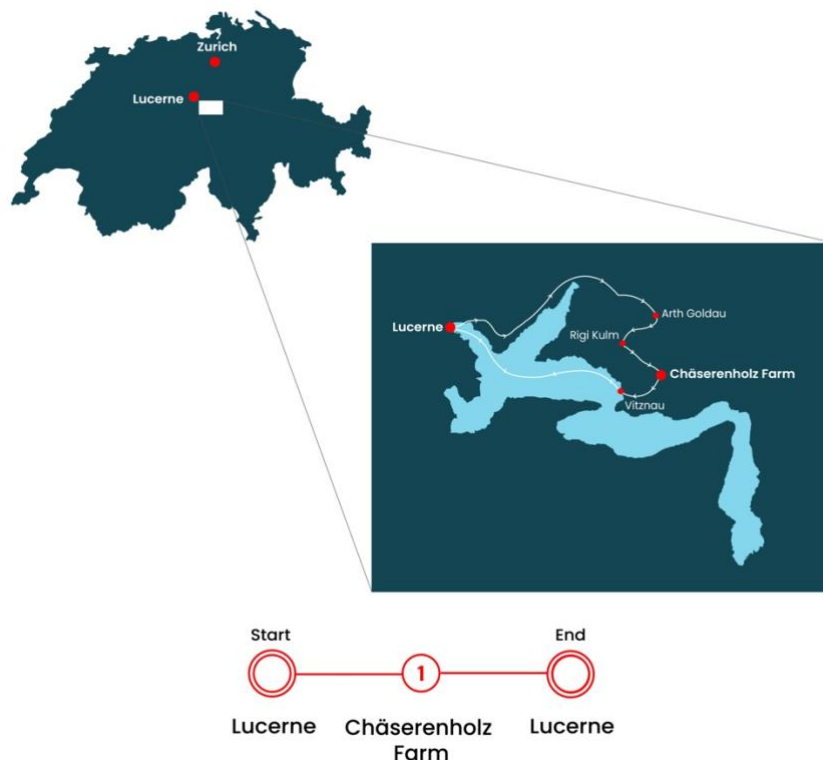 Zurich
Lucerne
Lucerne
Arth Goldau
Rigi Kulm
Chäserenholz Farm
Vitznau
Start
End
1
Lucerne
Chäserenholz
Farm
Lucerne